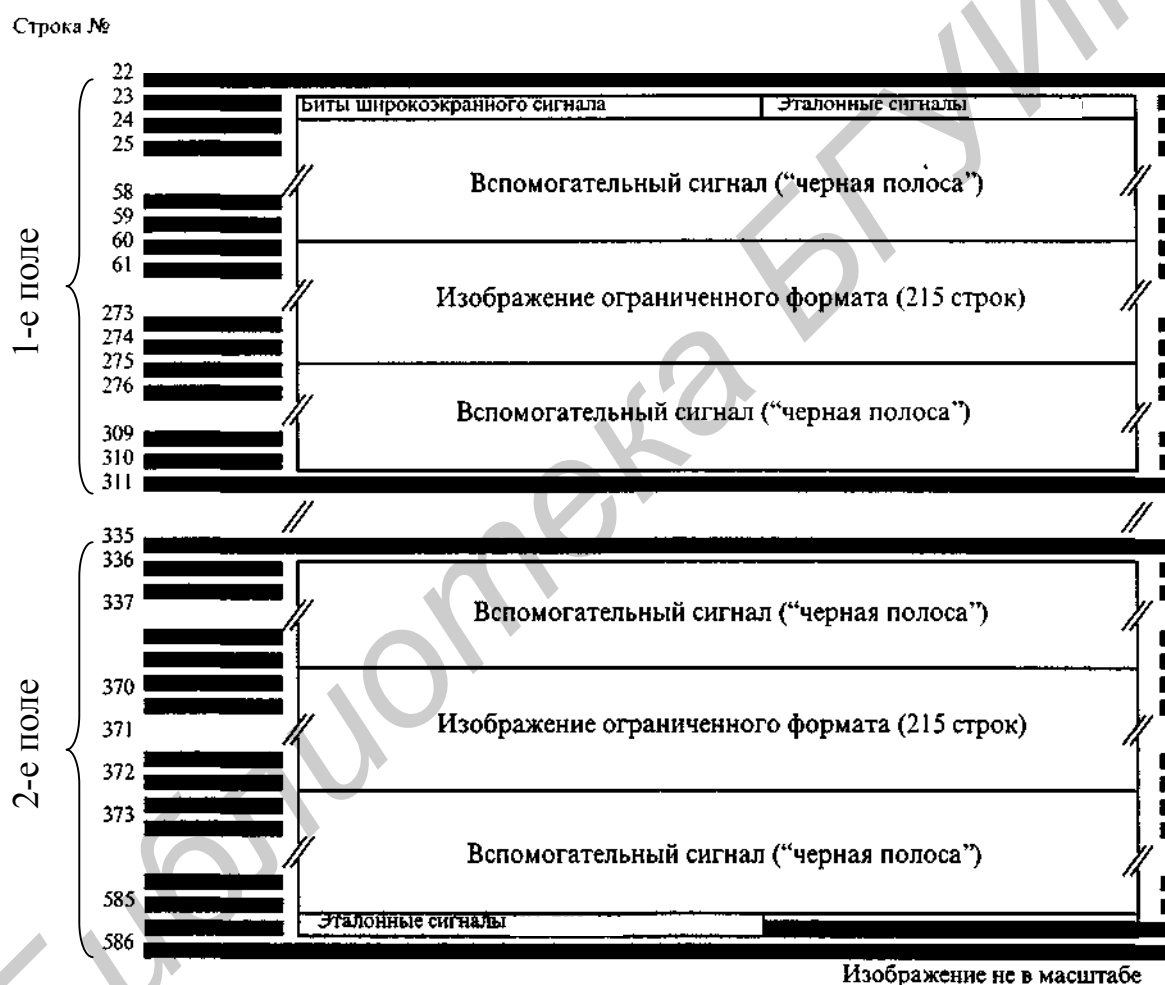 Строка №
22
23
Биты широкоэкранного сигнала
Эталонные сигналы
24
25
Вспомогательный сигнал (“черная полоса”)
58
59
60
61
Изображение ограниченного формата (215 строк)
273
274
275
276
Вспомогательный сигнал (“черная полоса”)
309
310
311
1-е поле
335
336
337
Вспомогательный сигнал (“черная полоса”)
370
371
Изображение ограниченного формата (215 строк)
372
373
Вспомогательный сигнал (“черная полоса”)
585
Эталонные сигналы
586
2-е поле
Изображение не в масштабе
Библиотека БГУИ